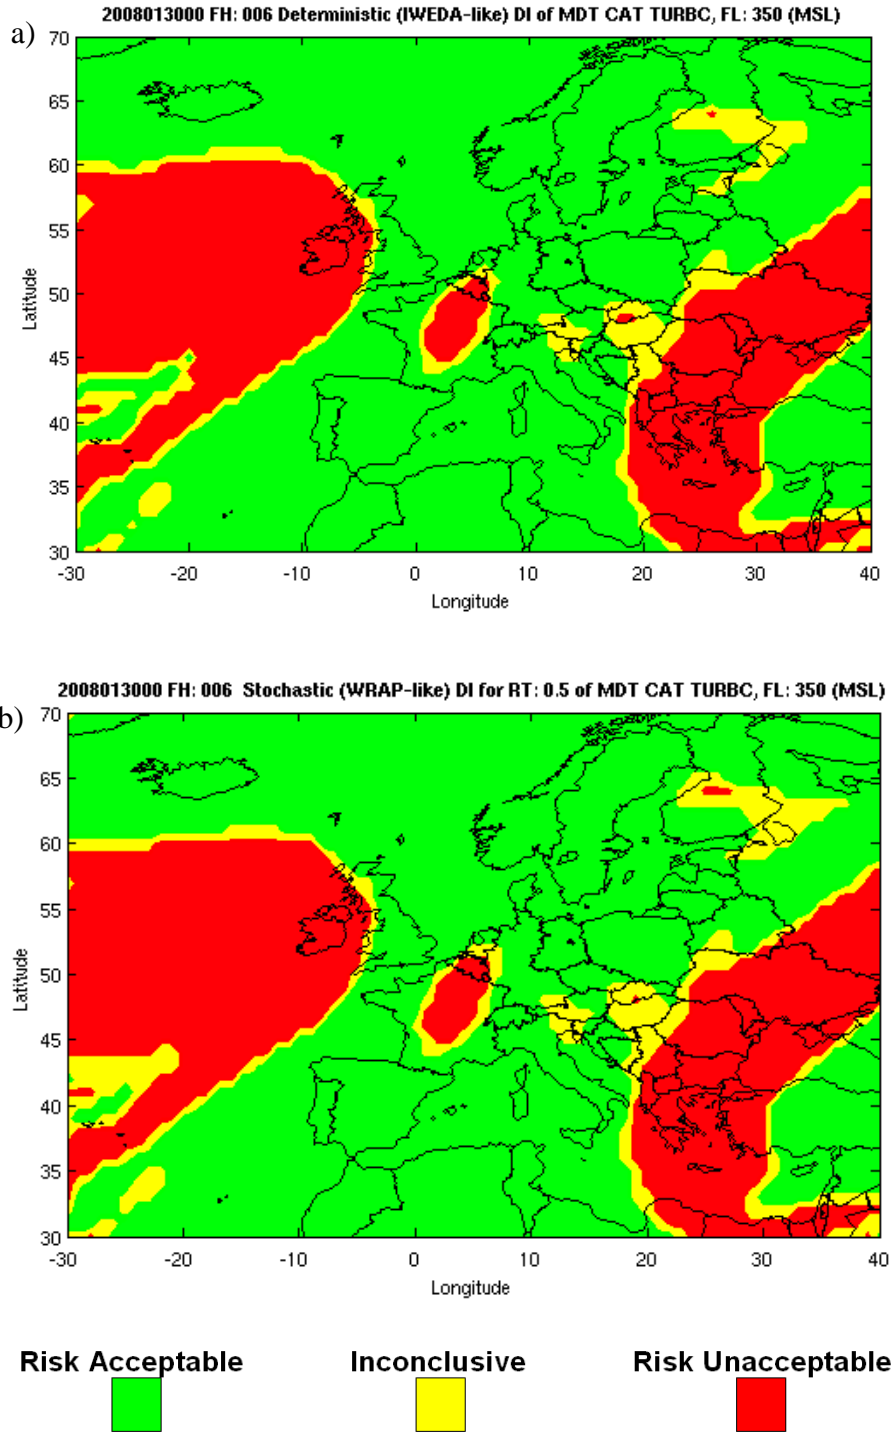 a)
2008013000 FH: 006 Deterministic (IWEDA-like) DI of MDT CAT TURBC, FL: 350 (MSL)
70
65
60
55
50
45
40
35
30
Latitude
-30 -20 -10 0 10 20 30 40
Longitude
b)
2008013000 FH: 006 Stochastic (WRAP-like) DI for RT: 0.5 of MDT CAT TURBC, FL: 350 (MSL)
70
65
60
55
50
45
40
35
30
Latitude
-30 -20 -10 0 10 20 30 40
Longitude
Risk Acceptable Inconclusive Risk Unacceptable